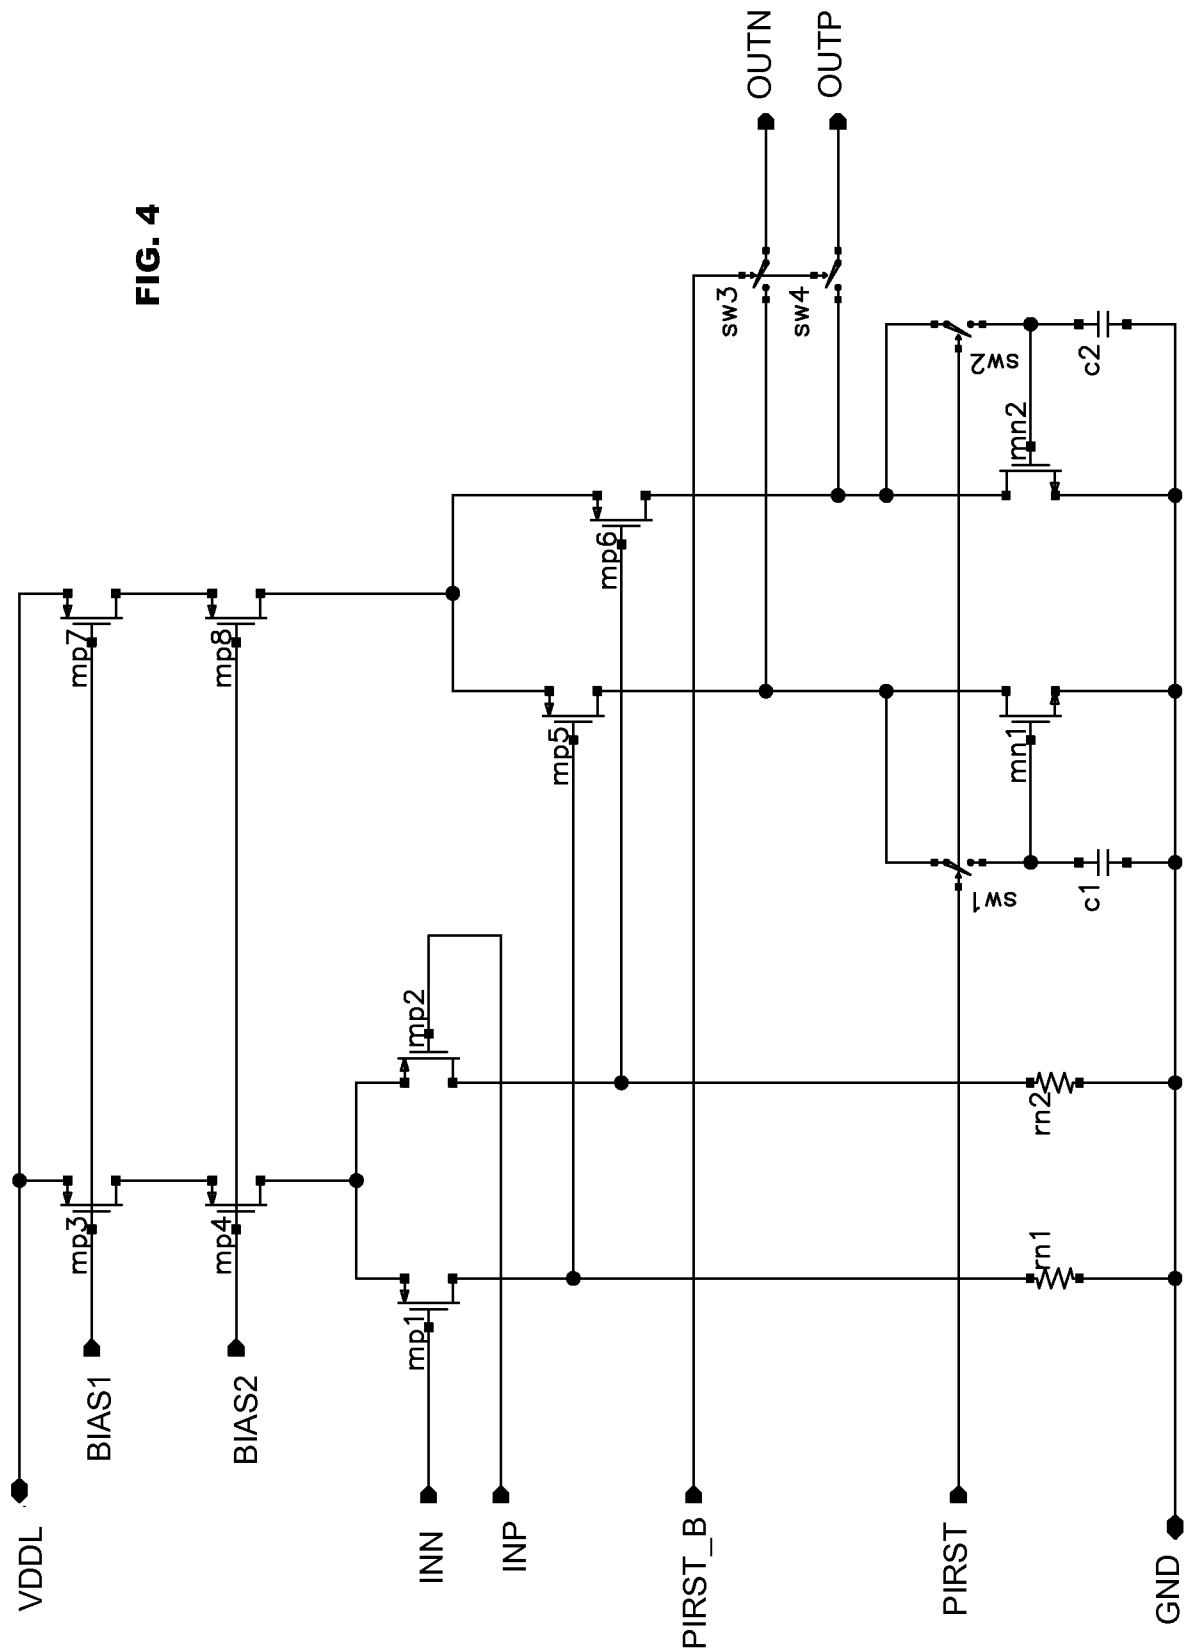 FIG. 4
VDDL
BIAS1
BIAS2
INN
INP
PIRST_B
PIRST
GND
mp3
mp7
mp4
mp8
mp1
mp2
mp5
mp6
sw3
sw4
OUTN
OUTP
sw1
sw2
mn1
mn2
rn1
rn2
c1
c2